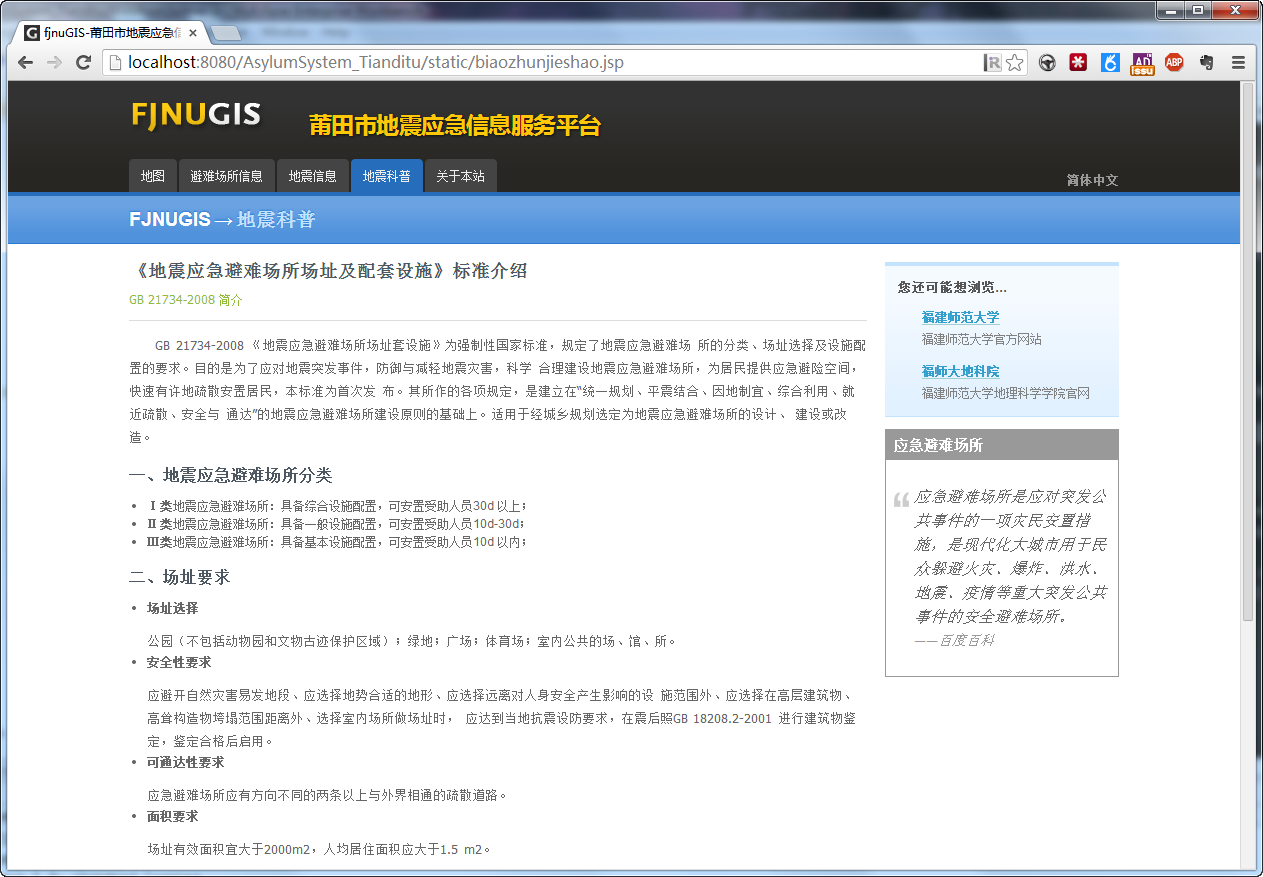 fjnuGIS-莆田市地震应急信
localhost:8080/AsylumSystem_Tianditu/static/biaozhunjieshao.jsp
FJNUGIS
莆田市地震应急信息服务平台
地图 避难场所信息 地震信息 地震科普 关于本站
简体中文
FJNUGIS→地震科普
《地震应急避难场所场址及配套设施》标准介绍
GB 21734-2008 简介
GB 21734-2008 《地震应急避难场所场址套设施》为强制性国家标准，规定了地震应急避难场 所的分类、场址选择及设施配
置的要求。目的是为了应对地震突发事件，防御与减轻地震灾害，科学 合理建设地震应急避难场所，为居民提供应急避险空间，
快速有许地疏散安置居民，本标准为首次发 布。其所作的各项规定，是建立在“统一规划、平震结合、因地制宜、综合利用、就
近疏散、安全与 通达”的地震应急避难场所建设原则的基础上。适用于经城乡规划选定为地震应急避难场所的设计、 建设或改
造。
一、地震应急避难场所分类
• Ⅰ类地震应急避难场所：具备综合设施配置，可安置受助人员30d以上；
• Ⅱ类地震应急避难场所：具备一般设施配置，可安置受助人员10d-30d；
• Ⅲ类地震应急避难场所：具备基本设施配置，可安置受助人员10d以内；
二、场址要求
• 场址选择
公园（不包括动物园和文物古迹保护区域）；绿地；广场；体育场；室内公共的场、馆、所。
• 安全性要求
应避开自然灾害易发地段、应选择地势合适的地形、应选择远离对人身安全产生影响的设 施范围外、应选择在高层建筑物、
高耸构造物垮塌范围距离外、选择室内场所做场址时， 应达到当地抗震设防要求，在震后照GB 18208.2-2001 进行建筑物鉴
定，鉴定合格后启用。
• 可通达性要求
应急避难场所应有方向不同的两条以上与外界相通的疏散道路。
• 面积要求
场址有效面积宜大于2000m2，人均居住面积应大于1.5 m2。
您还可能想浏览...
福建师范大学
福建师范大学官方网站
福师大地科院
福建师范大学地理科学学院官网
应急避难场所
“ 应急避难场所是应对突发公
共事件的一项灾民安置措
施，是现代化大城市用于民
众躲避火灾、爆炸、洪水、
地震、疫情等重大突发公共
事件的安全避难场所。
——百度百科